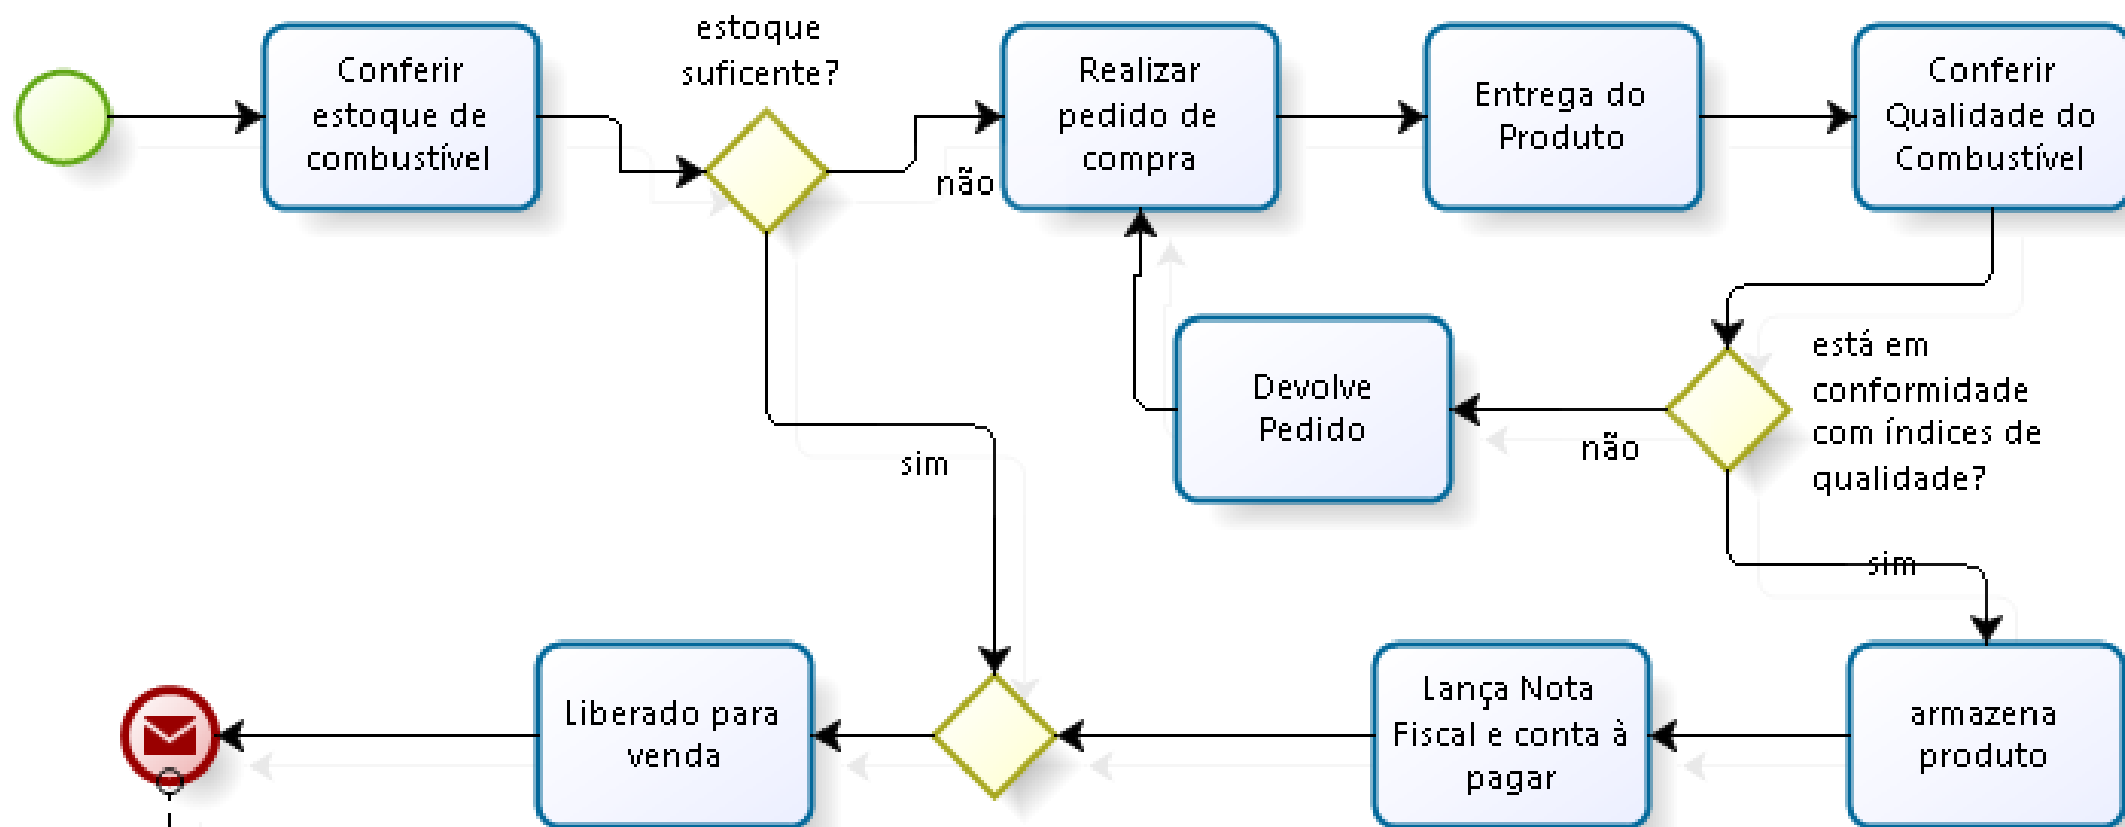 Conferir
estoque de
combustível
estoque
suficente?
não
sim
Realizar
pedido de
compra
Entrega do
Produto
Conferir
Qualidade do
Combustível
está em
conformidade
com índices de
qualidade?
não
Devolve
Pedido
sim
armazena
produto
Lança Nota
Fiscal e conta à
pagar
Liberado para
venda